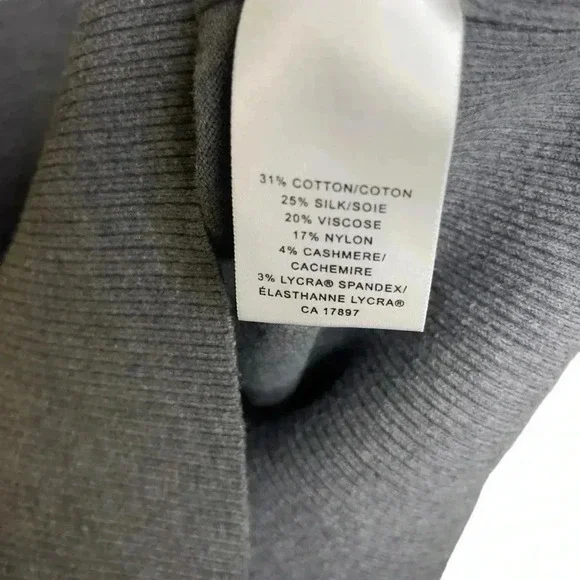 31% COTTON/COTON
25% SILK/SOIE
20% VISCOSE
17% NYLON
4% CASHMERE/
CACHEMIRE
3% LYCRA® SPANDEX/
ÉLASTHANNE LYCRA®
CA 17897